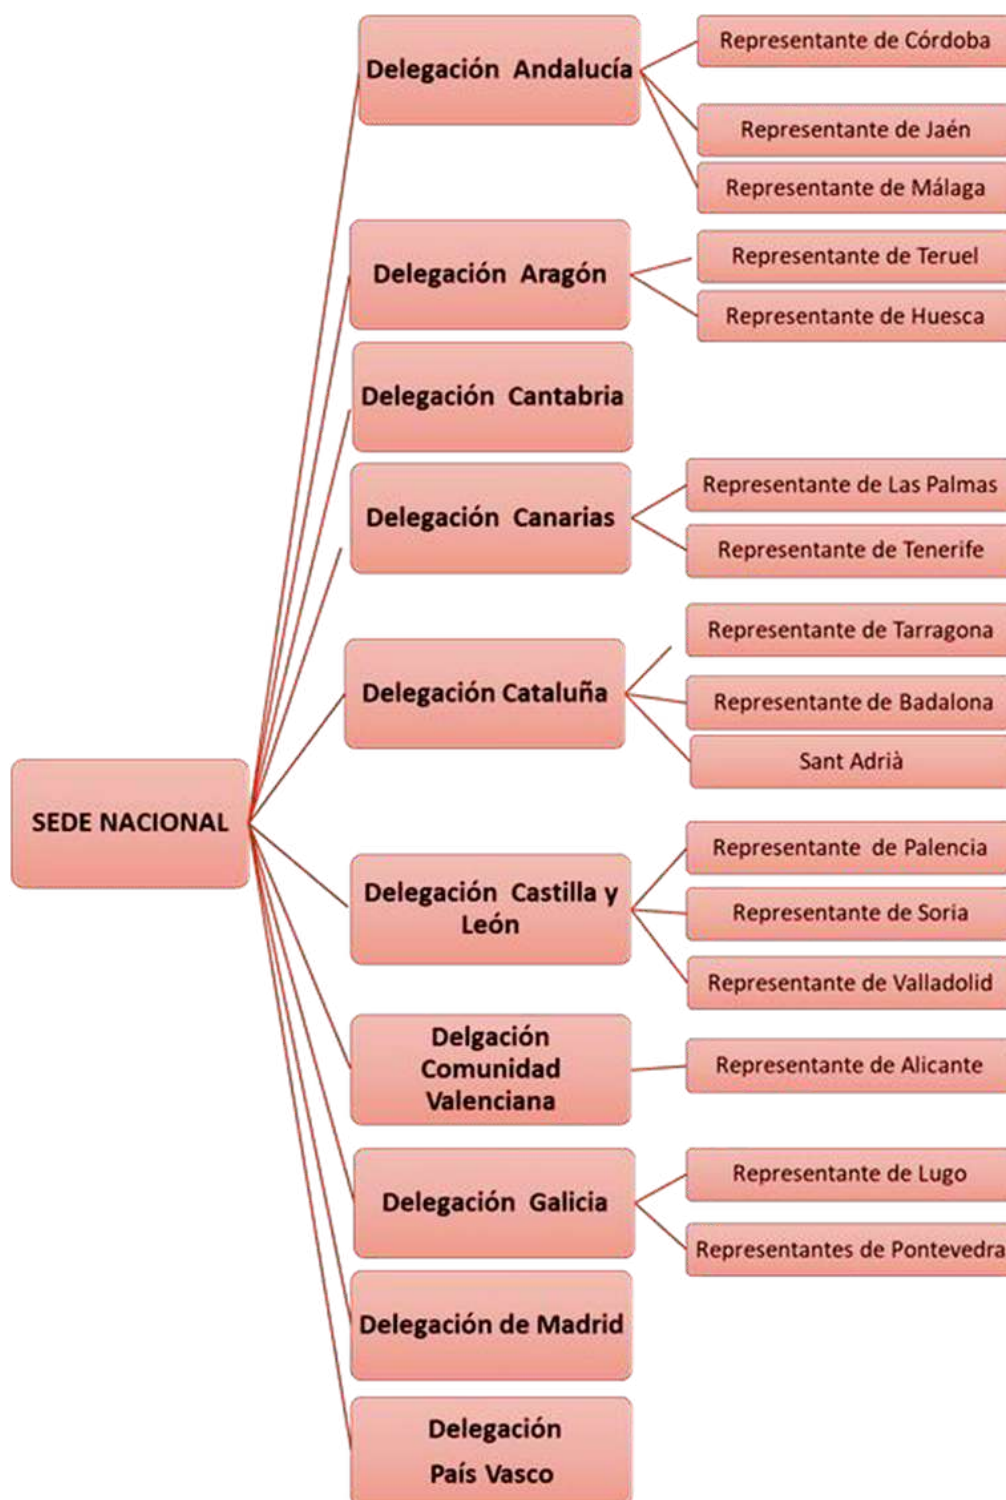 SEDE NACIONAL
Delegación Andalucía
Representante de Córdoba
Representante de Jaén
Representante de Málaga
Delegación Aragón
Representante de Teruel
Representante de Huesca
Delegación Cantabria
Delegación Canarias
Representante de Las Palmas
Representante de Tenerife
Delegación Cataluña
Representante de Tarragona
Representante de Badalona
Sant Adrià
Delegación Castilla y
León
Representante de Palencia
Representante de Soria
Representante de Valladolid
Delgación
Comunidad
Valenciana
Representante de Alicante
Delegación Galicia
Representante de Lugo
Representantes de Pontevedra
Delegación de Madrid
Delegación
País Vasco